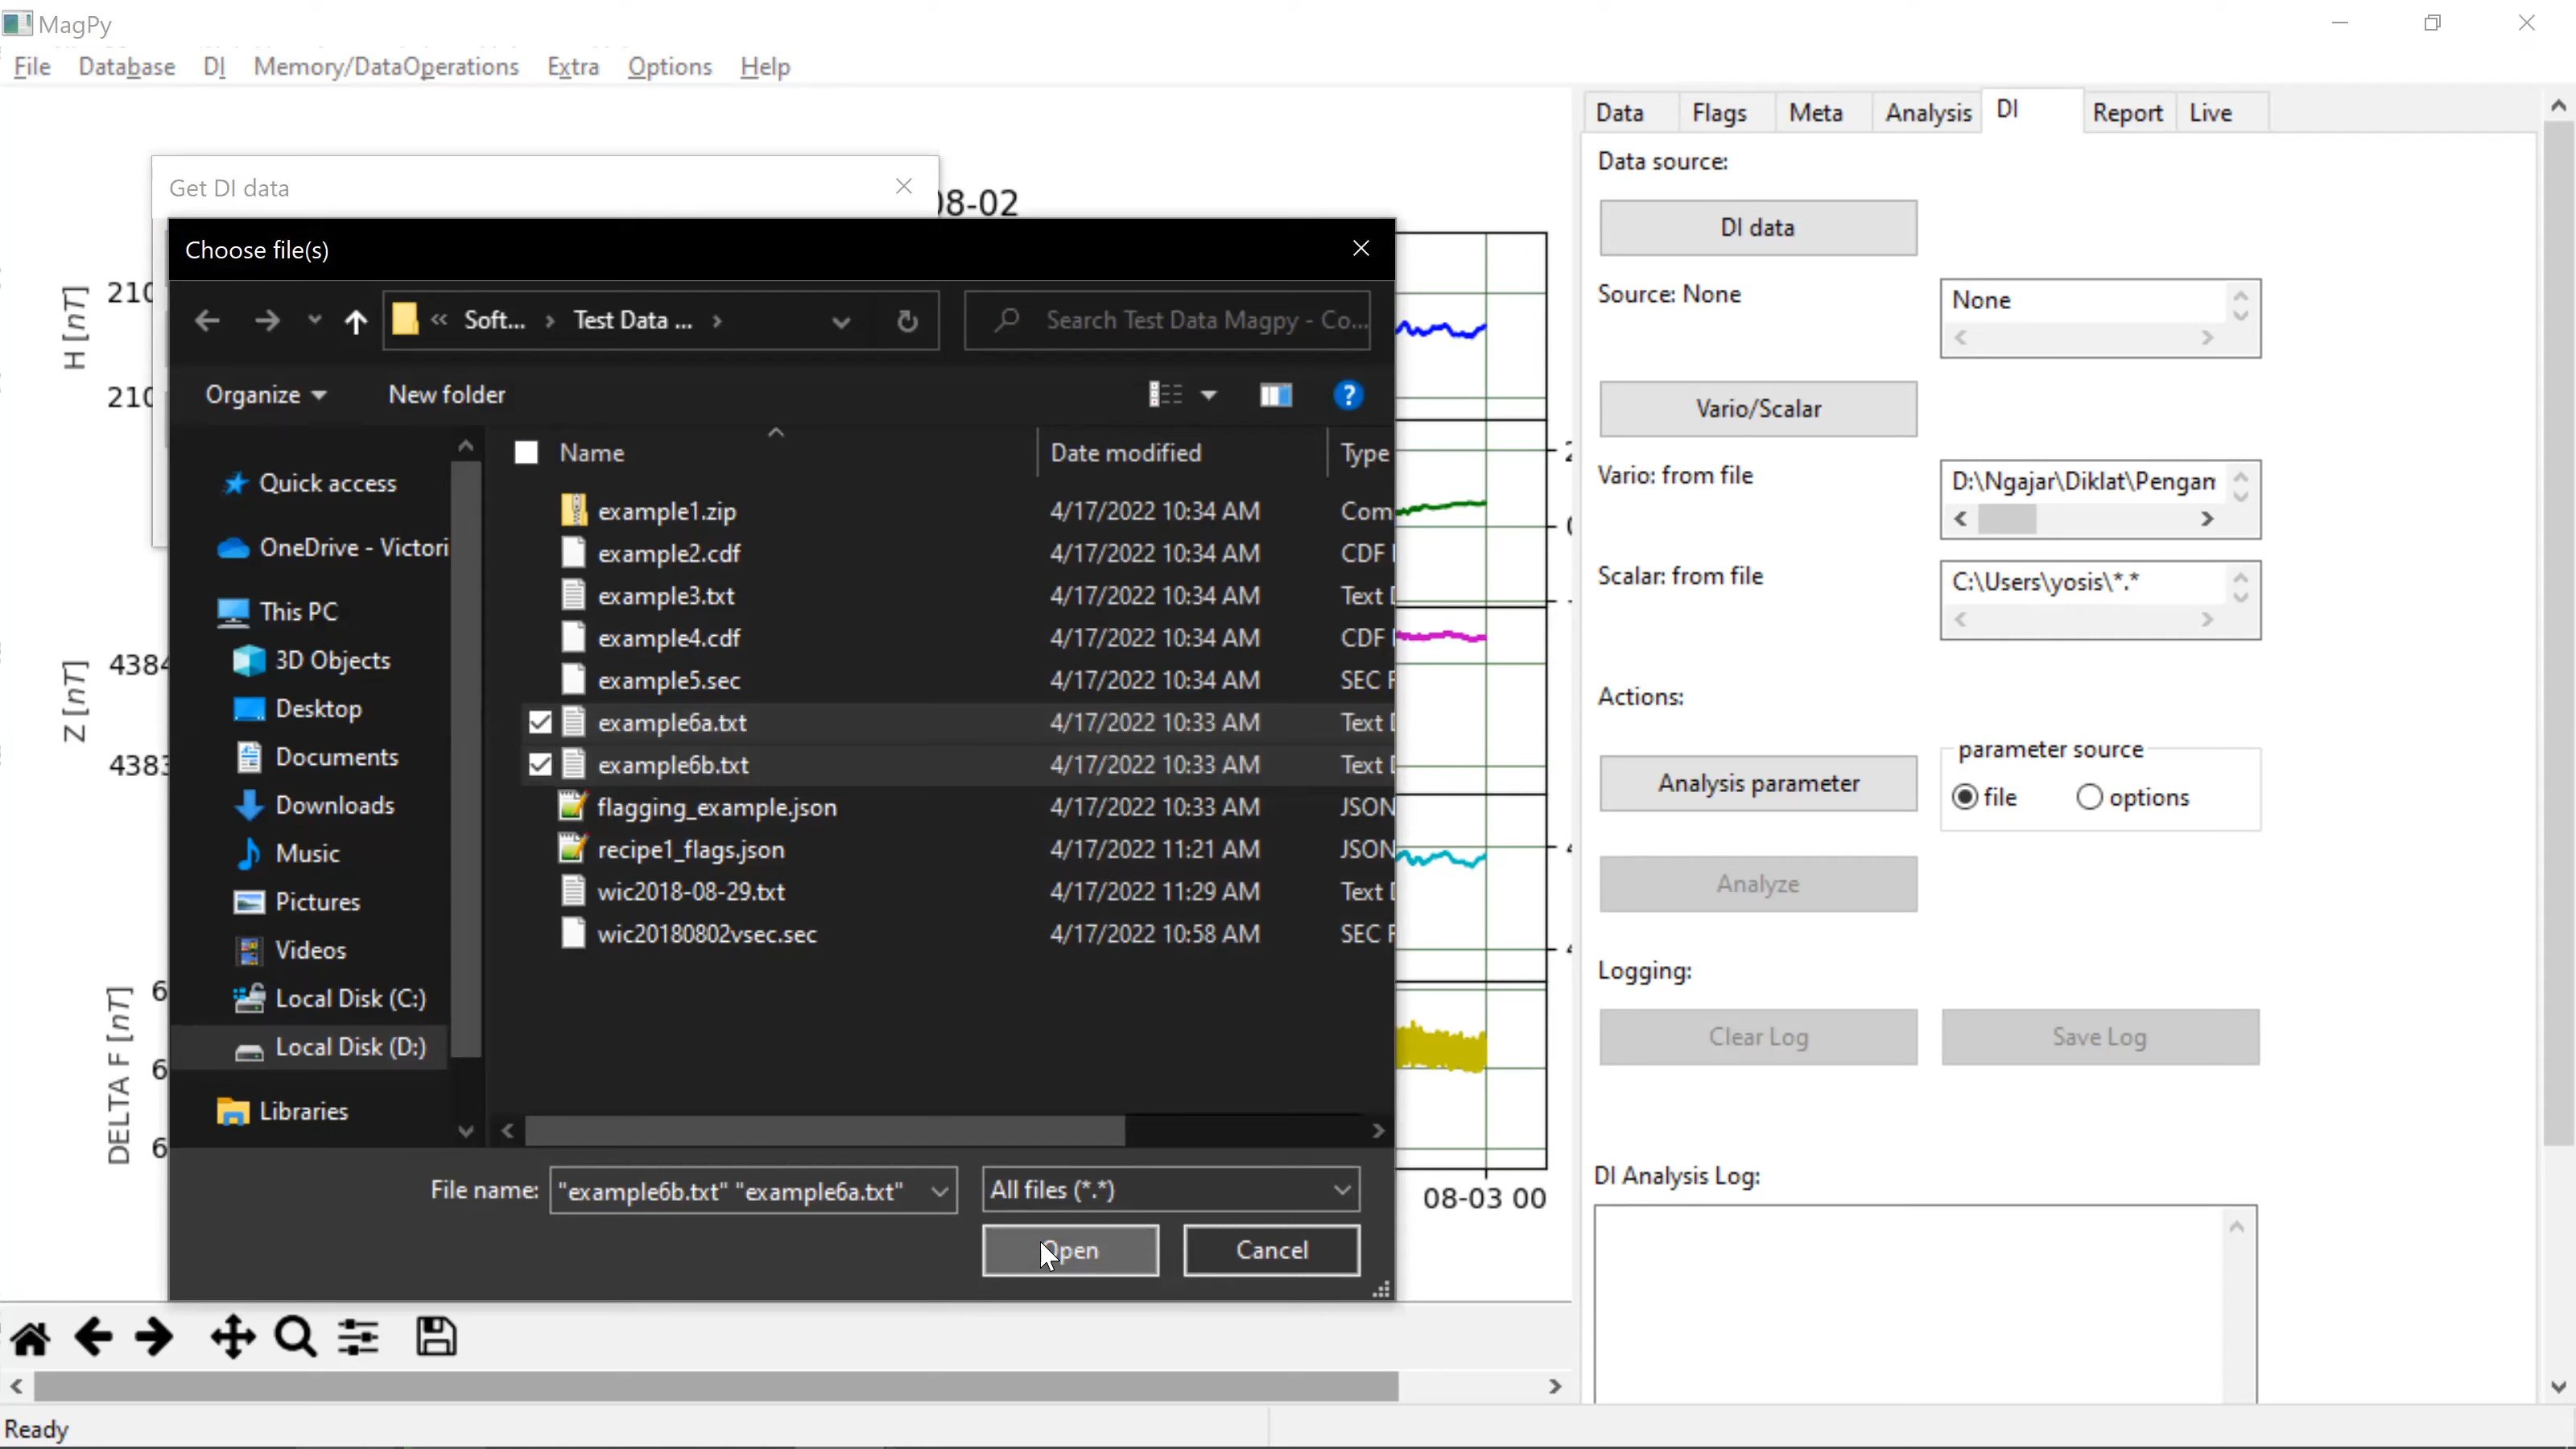 MagPy
File Database DI Memory/DataOperations Extra Options Help
Data Flags Meta Analysis DI Report Live
Get DI data
08-02
Choose file(s)
Soft... Test Data ...
Search Test Data Magpy - Co...
Organize New folder
Name Date modified Type
Quick access
OneDrive - Victori
This PC
3D Objects
Desktop
Documents
Downloads
Music
Pictures
Videos
Local Disk (C:)
Local Disk (D:)
Libraries
example1.zip 4/17/2022 10:34 AM Com
example2.cdf 4/17/2022 10:34 AM CDF
example3.txt 4/17/2022 10:34 AM Text
example4.cdf 4/17/2022 10:34 AM CDF
example5.sec 4/17/2022 10:34 AM SEC F
example6a.txt 4/17/2022 10:33 AM Text
example6b.txt 4/17/2022 10:33 AM Text
flagging_example.json 4/17/2022 10:33 AM JSON
recipe1_flags.json 4/17/2022 11:21 AM JSON
wic2018-08-29.txt 4/17/2022 11:29 AM Text
wic20180802vsec.sec 4/17/2022 10:58 AM SEC F
File name: "example6b.txt" "example6a.txt" All files (*.*)
Open Cancel
H [nT]
210
210
Z [nT]
4384
4383
DELTA F [nT]
6
6
6
08-03 00
Data source:
DI data
Source: None None
Vario/Scalar
Vario: from file D:\Ngajar\Diklat\Pengan
Scalar: from file C:\Users\yosis\*.*
Actions:
Analysis parameter
parameter source
file options
Analyze
Logging:
Clear Log Save Log
DI Analysis Log:
Ready